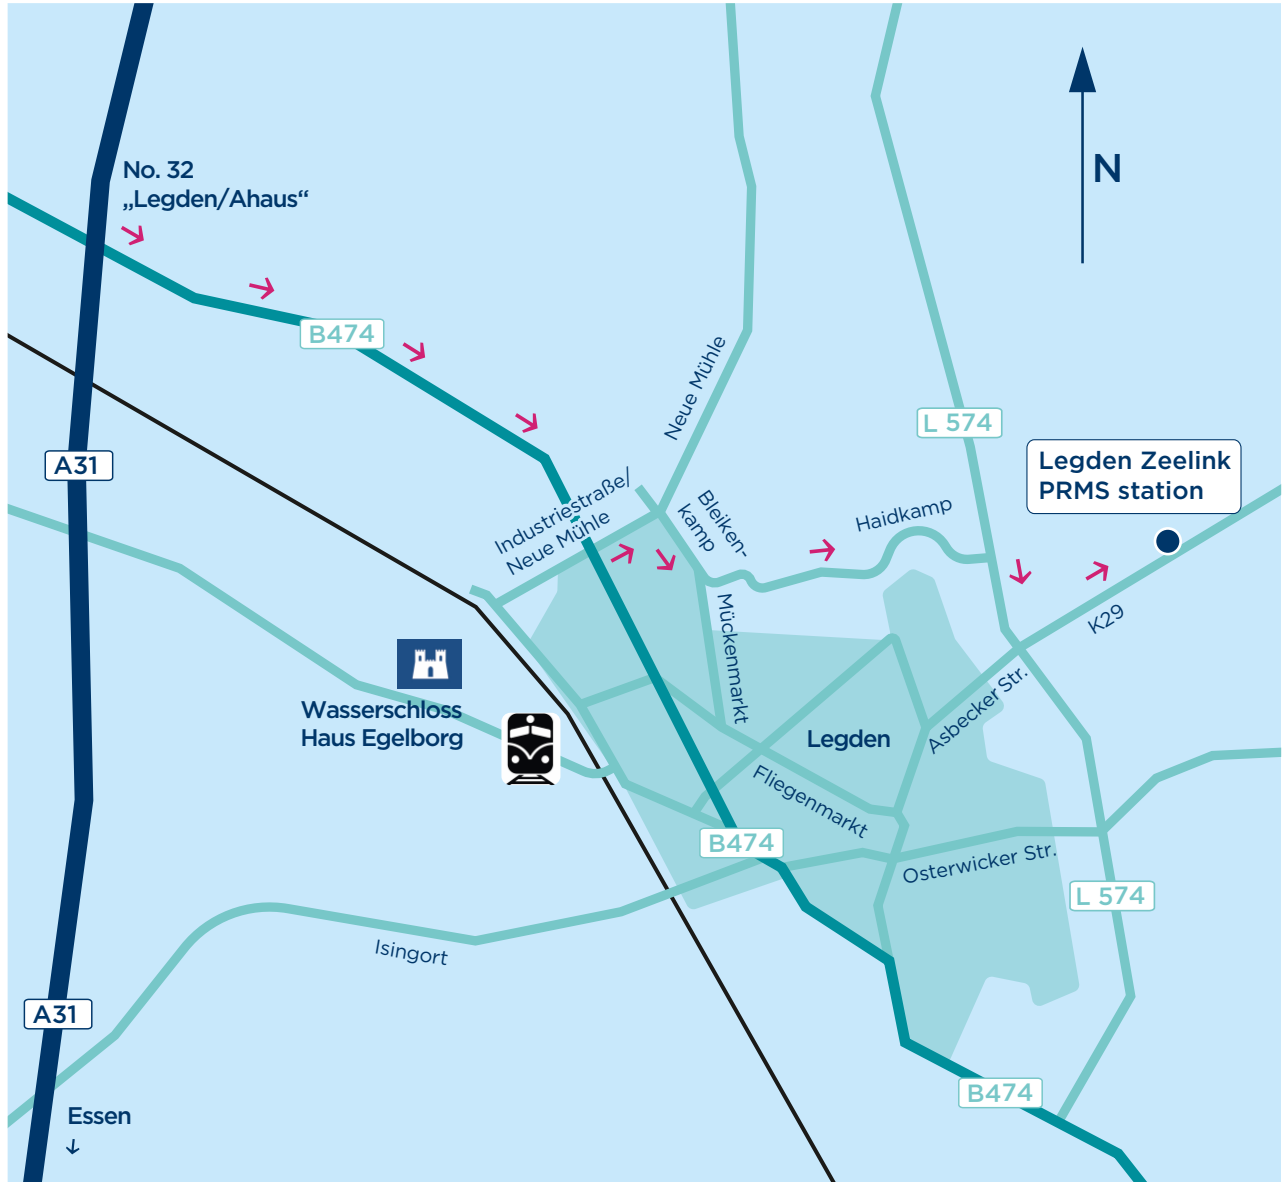 No. 32
„Legden/Ahaus“
N
B474
Neue Mühle
L 574
A31
Legden Zeelink
PRMS station
Industriestraße/
Neue Mühle
Bleiken-
kamp
Haidkamp
K29
Mückenmarkt
Asbecker Str.
Wasserschloss
Haus Egelborg
Legden
Fliegenmarkt
B474
Osterwicker Str.
L 574
Isingort
A31
B474
Essen